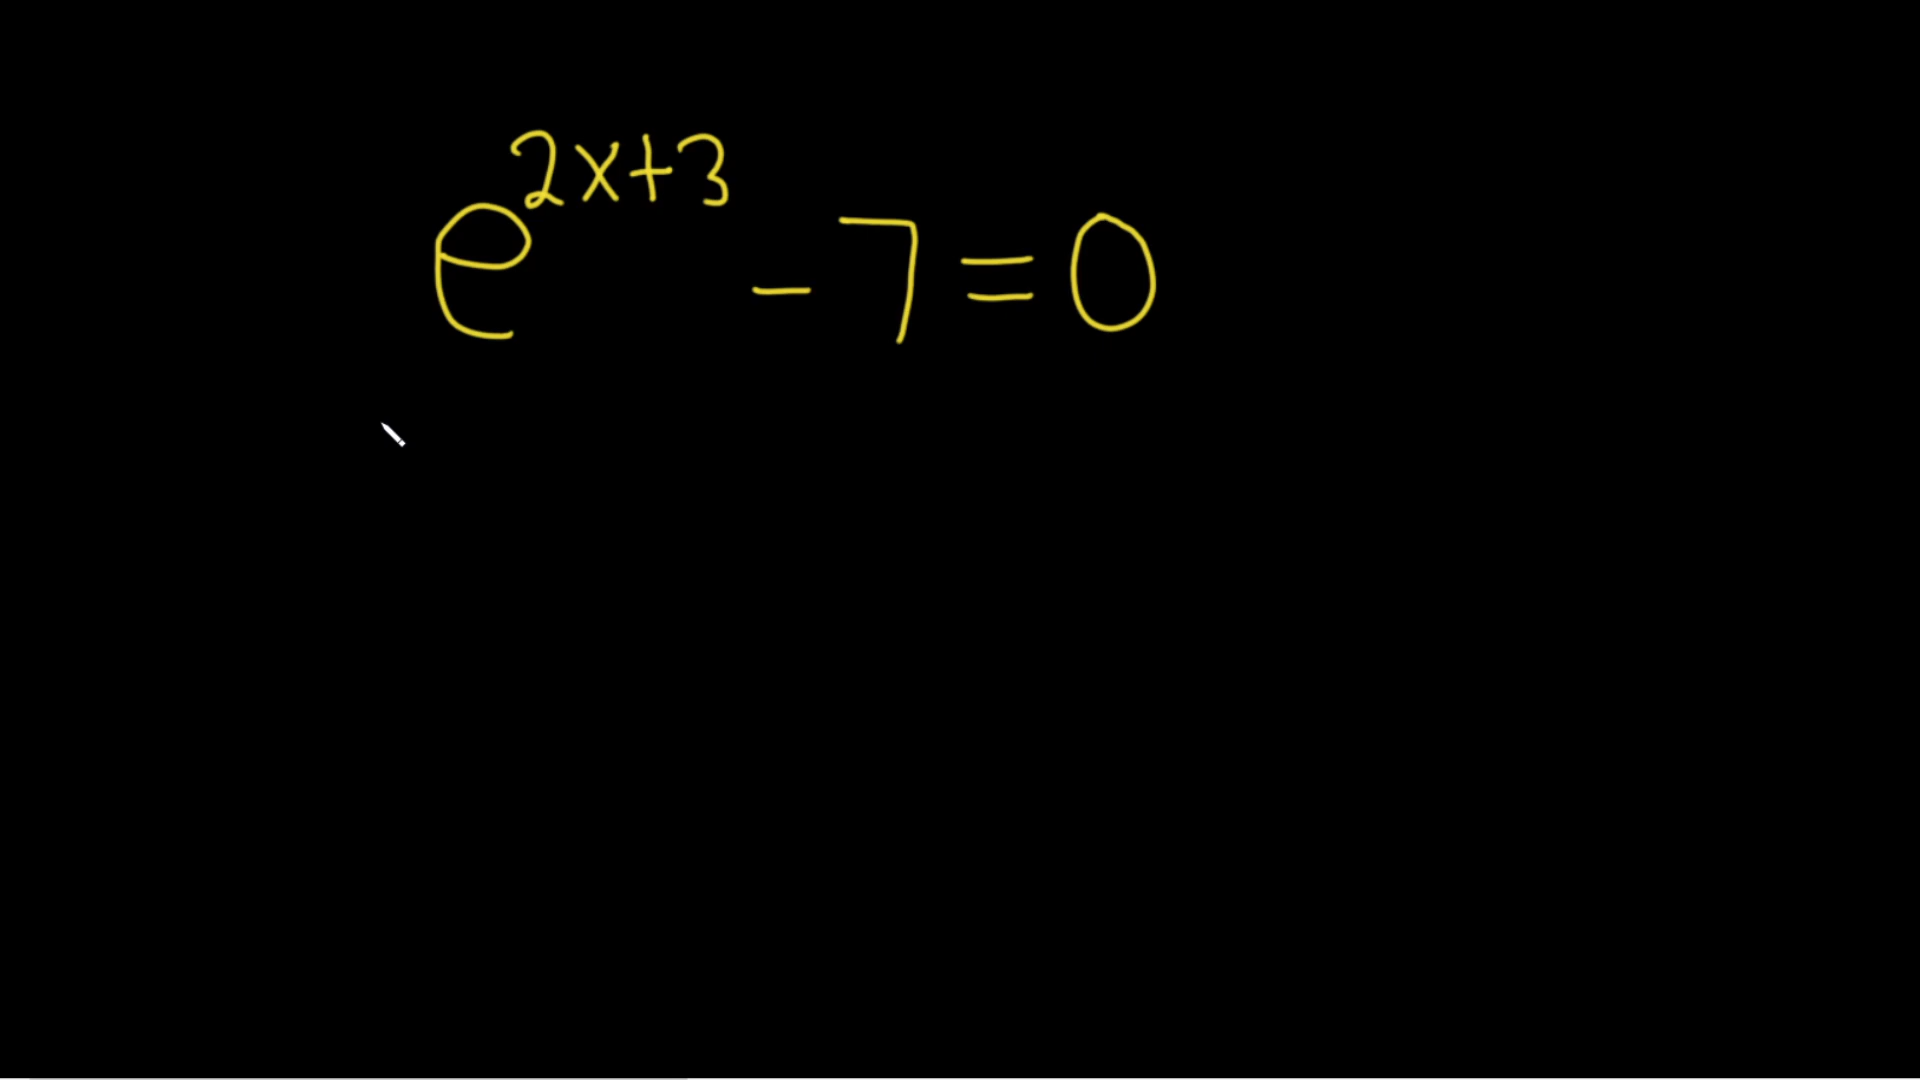 e^{2x+3} - 7 = 0